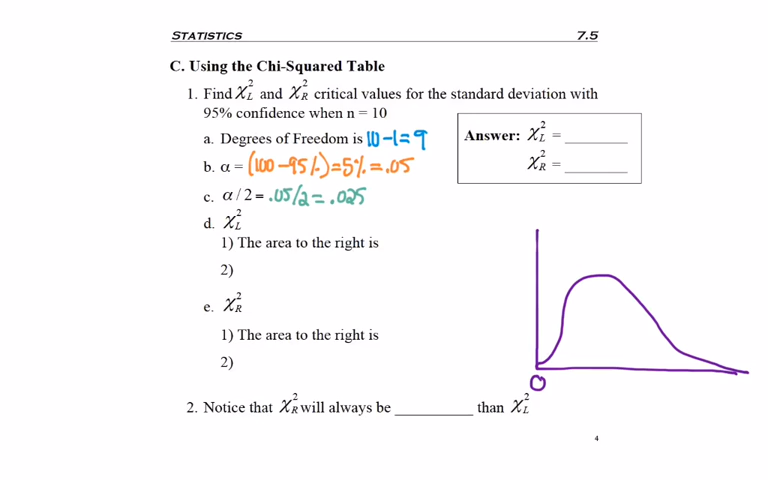 STATISTICS 7.5
C. Using the Chi-Squared Table
1. Find χ²L and χ²R critical values for the standard deviation with
95% confidence when n = 10
a. Degrees of Freedom is 10-1=9
b. α = (100-95%)=5%=.05
c. α / 2 = .05/2 = .025
d. χ²L
1) The area to the right is
2)
e. χ²R
1) The area to the right is
2)
Answer: χ²L = ________
χ²R = ________
0
2. Notice that χ²R will always be __________ than χ²L
4